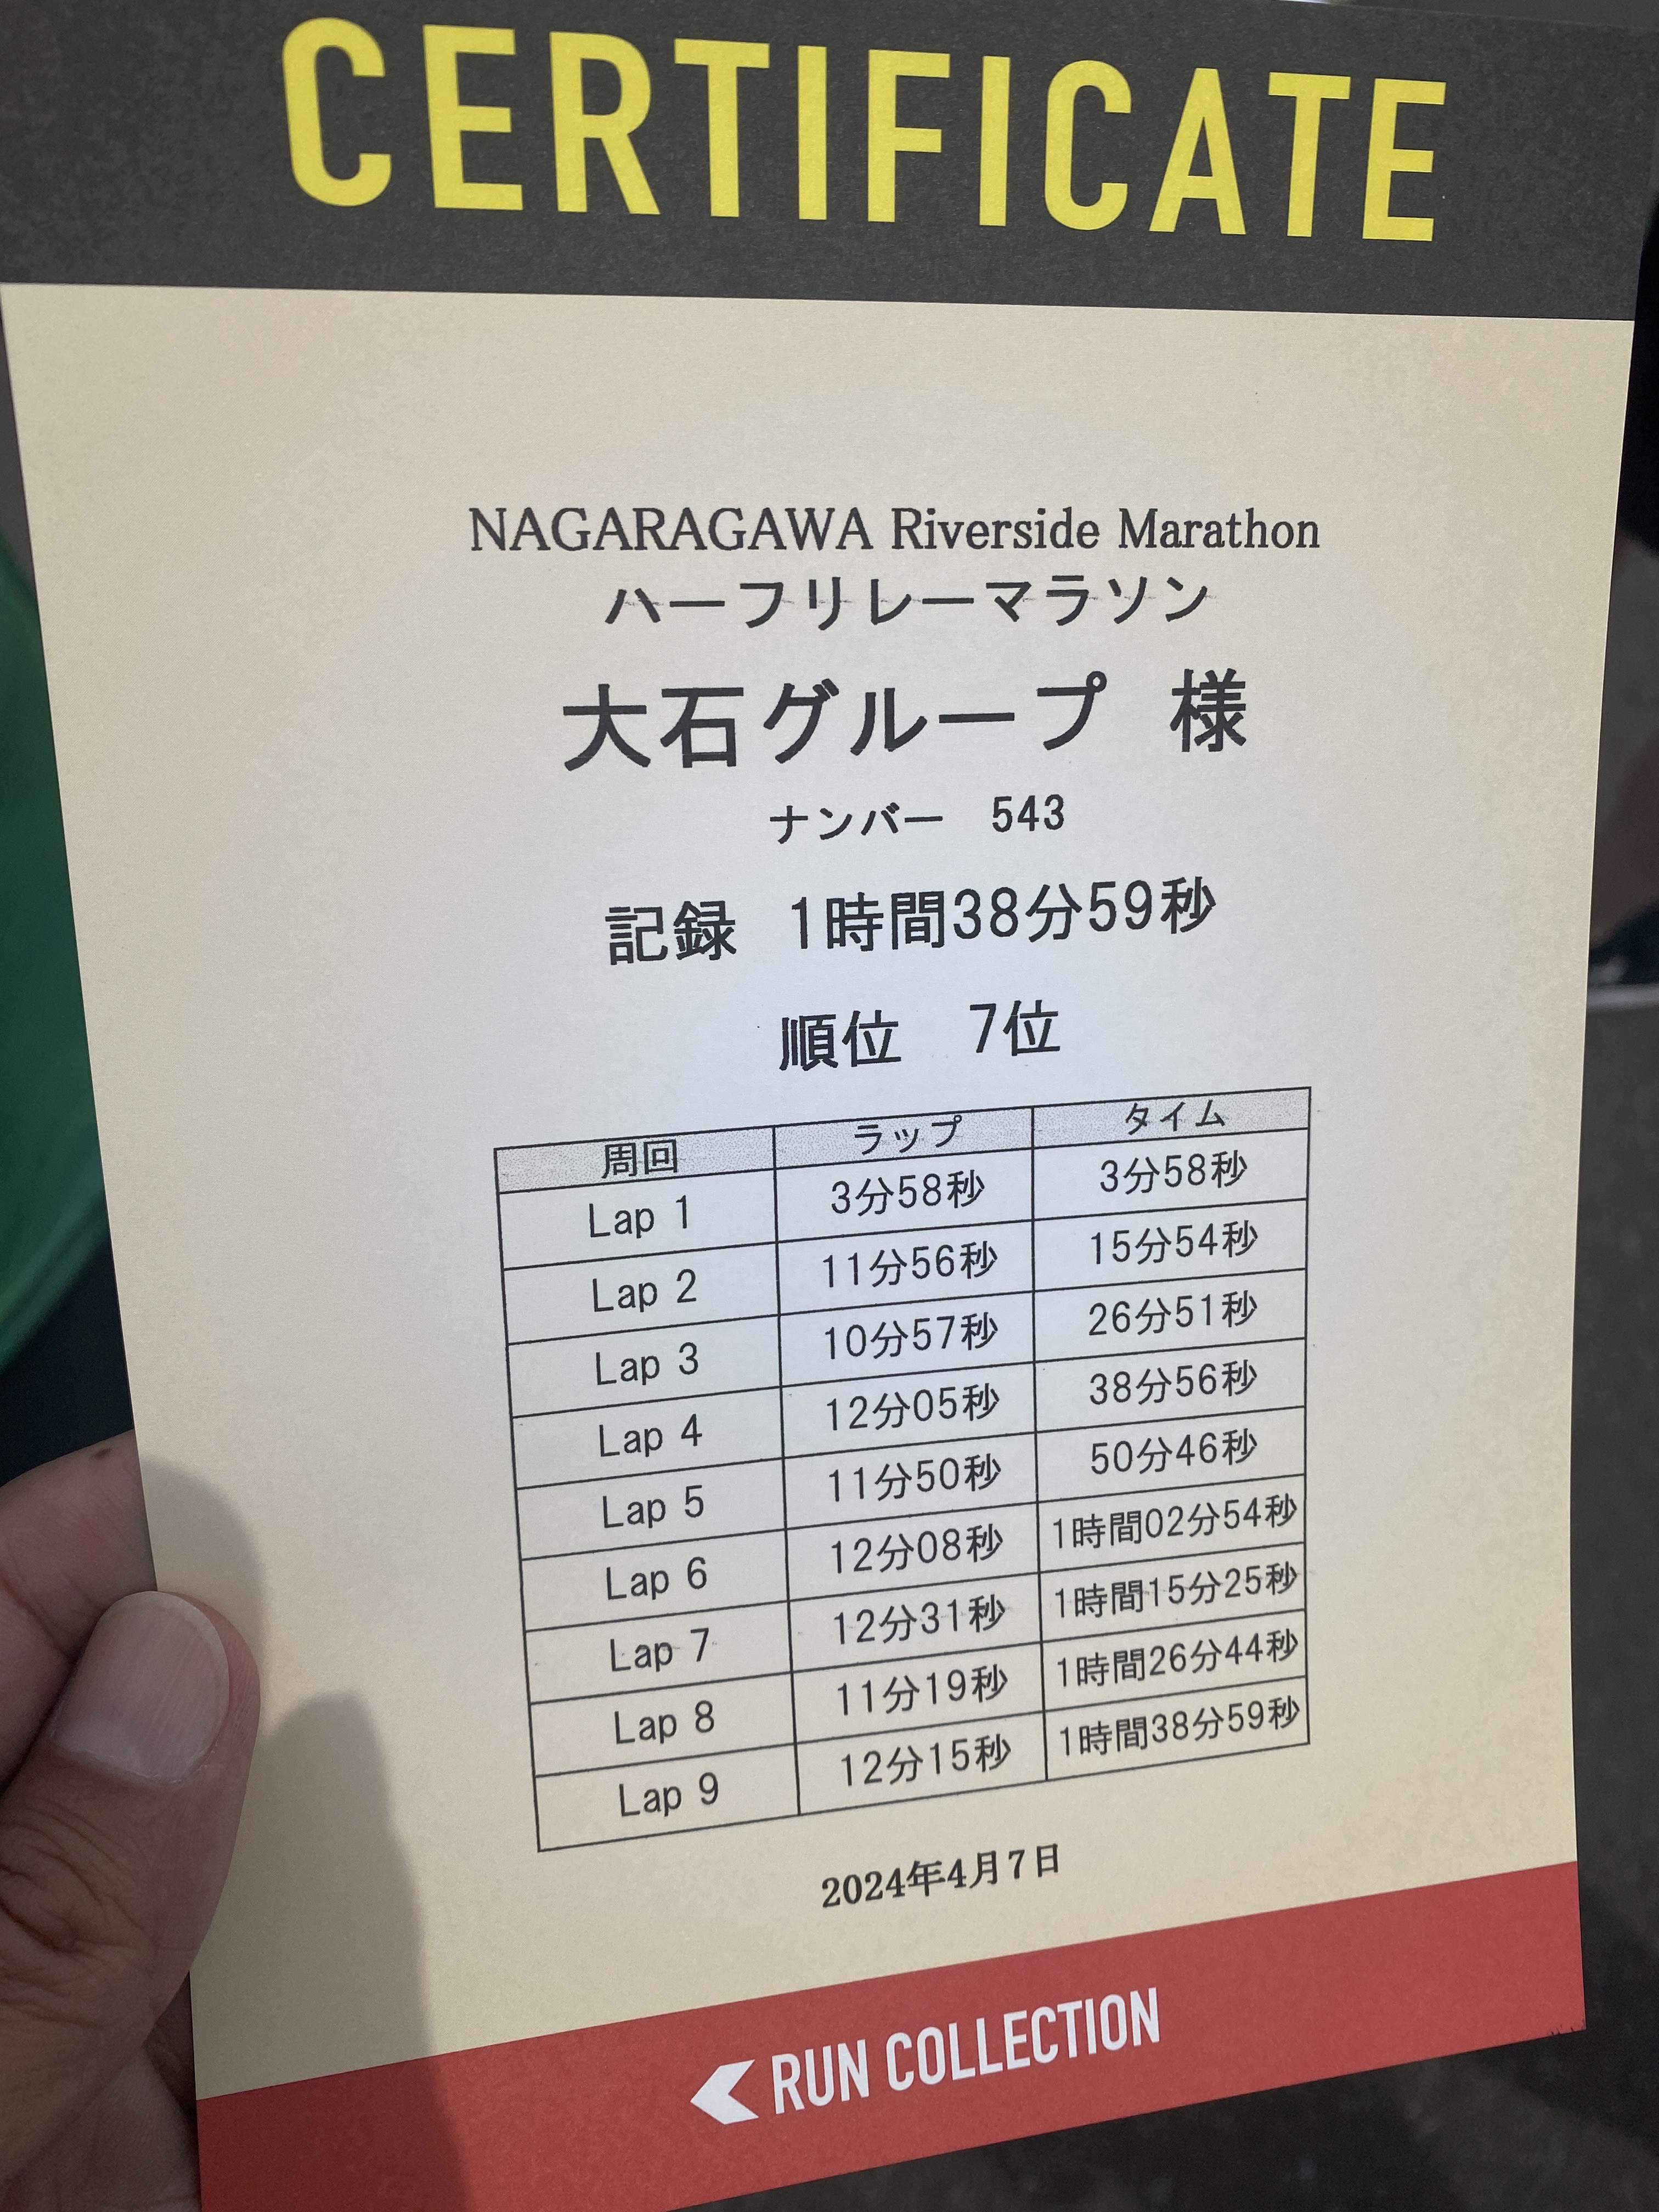 CERTIFICATE
NAGARAGAWA Riverside Marathon
ハーフリレーマラソン
大石グループ 様
ナンバー 543
記録 1時間38分59秒
順位 7位
周回 ラップ タイム
Lap 1 3分58秒 3分58秒
Lap 2 11分56秒 15分54秒
Lap 3 10分57秒 26分51秒
Lap 4 12分05秒 38分56秒
Lap 5 11分50秒 50分46秒
Lap 6 12分08秒 1時間02分54秒
Lap 7 12分31秒 1時間15分25秒
Lap 8 11分19秒 1時間26分44秒
Lap 9 12分15秒 1時間38分59秒
2024年4月7日
RUN COLLECTION